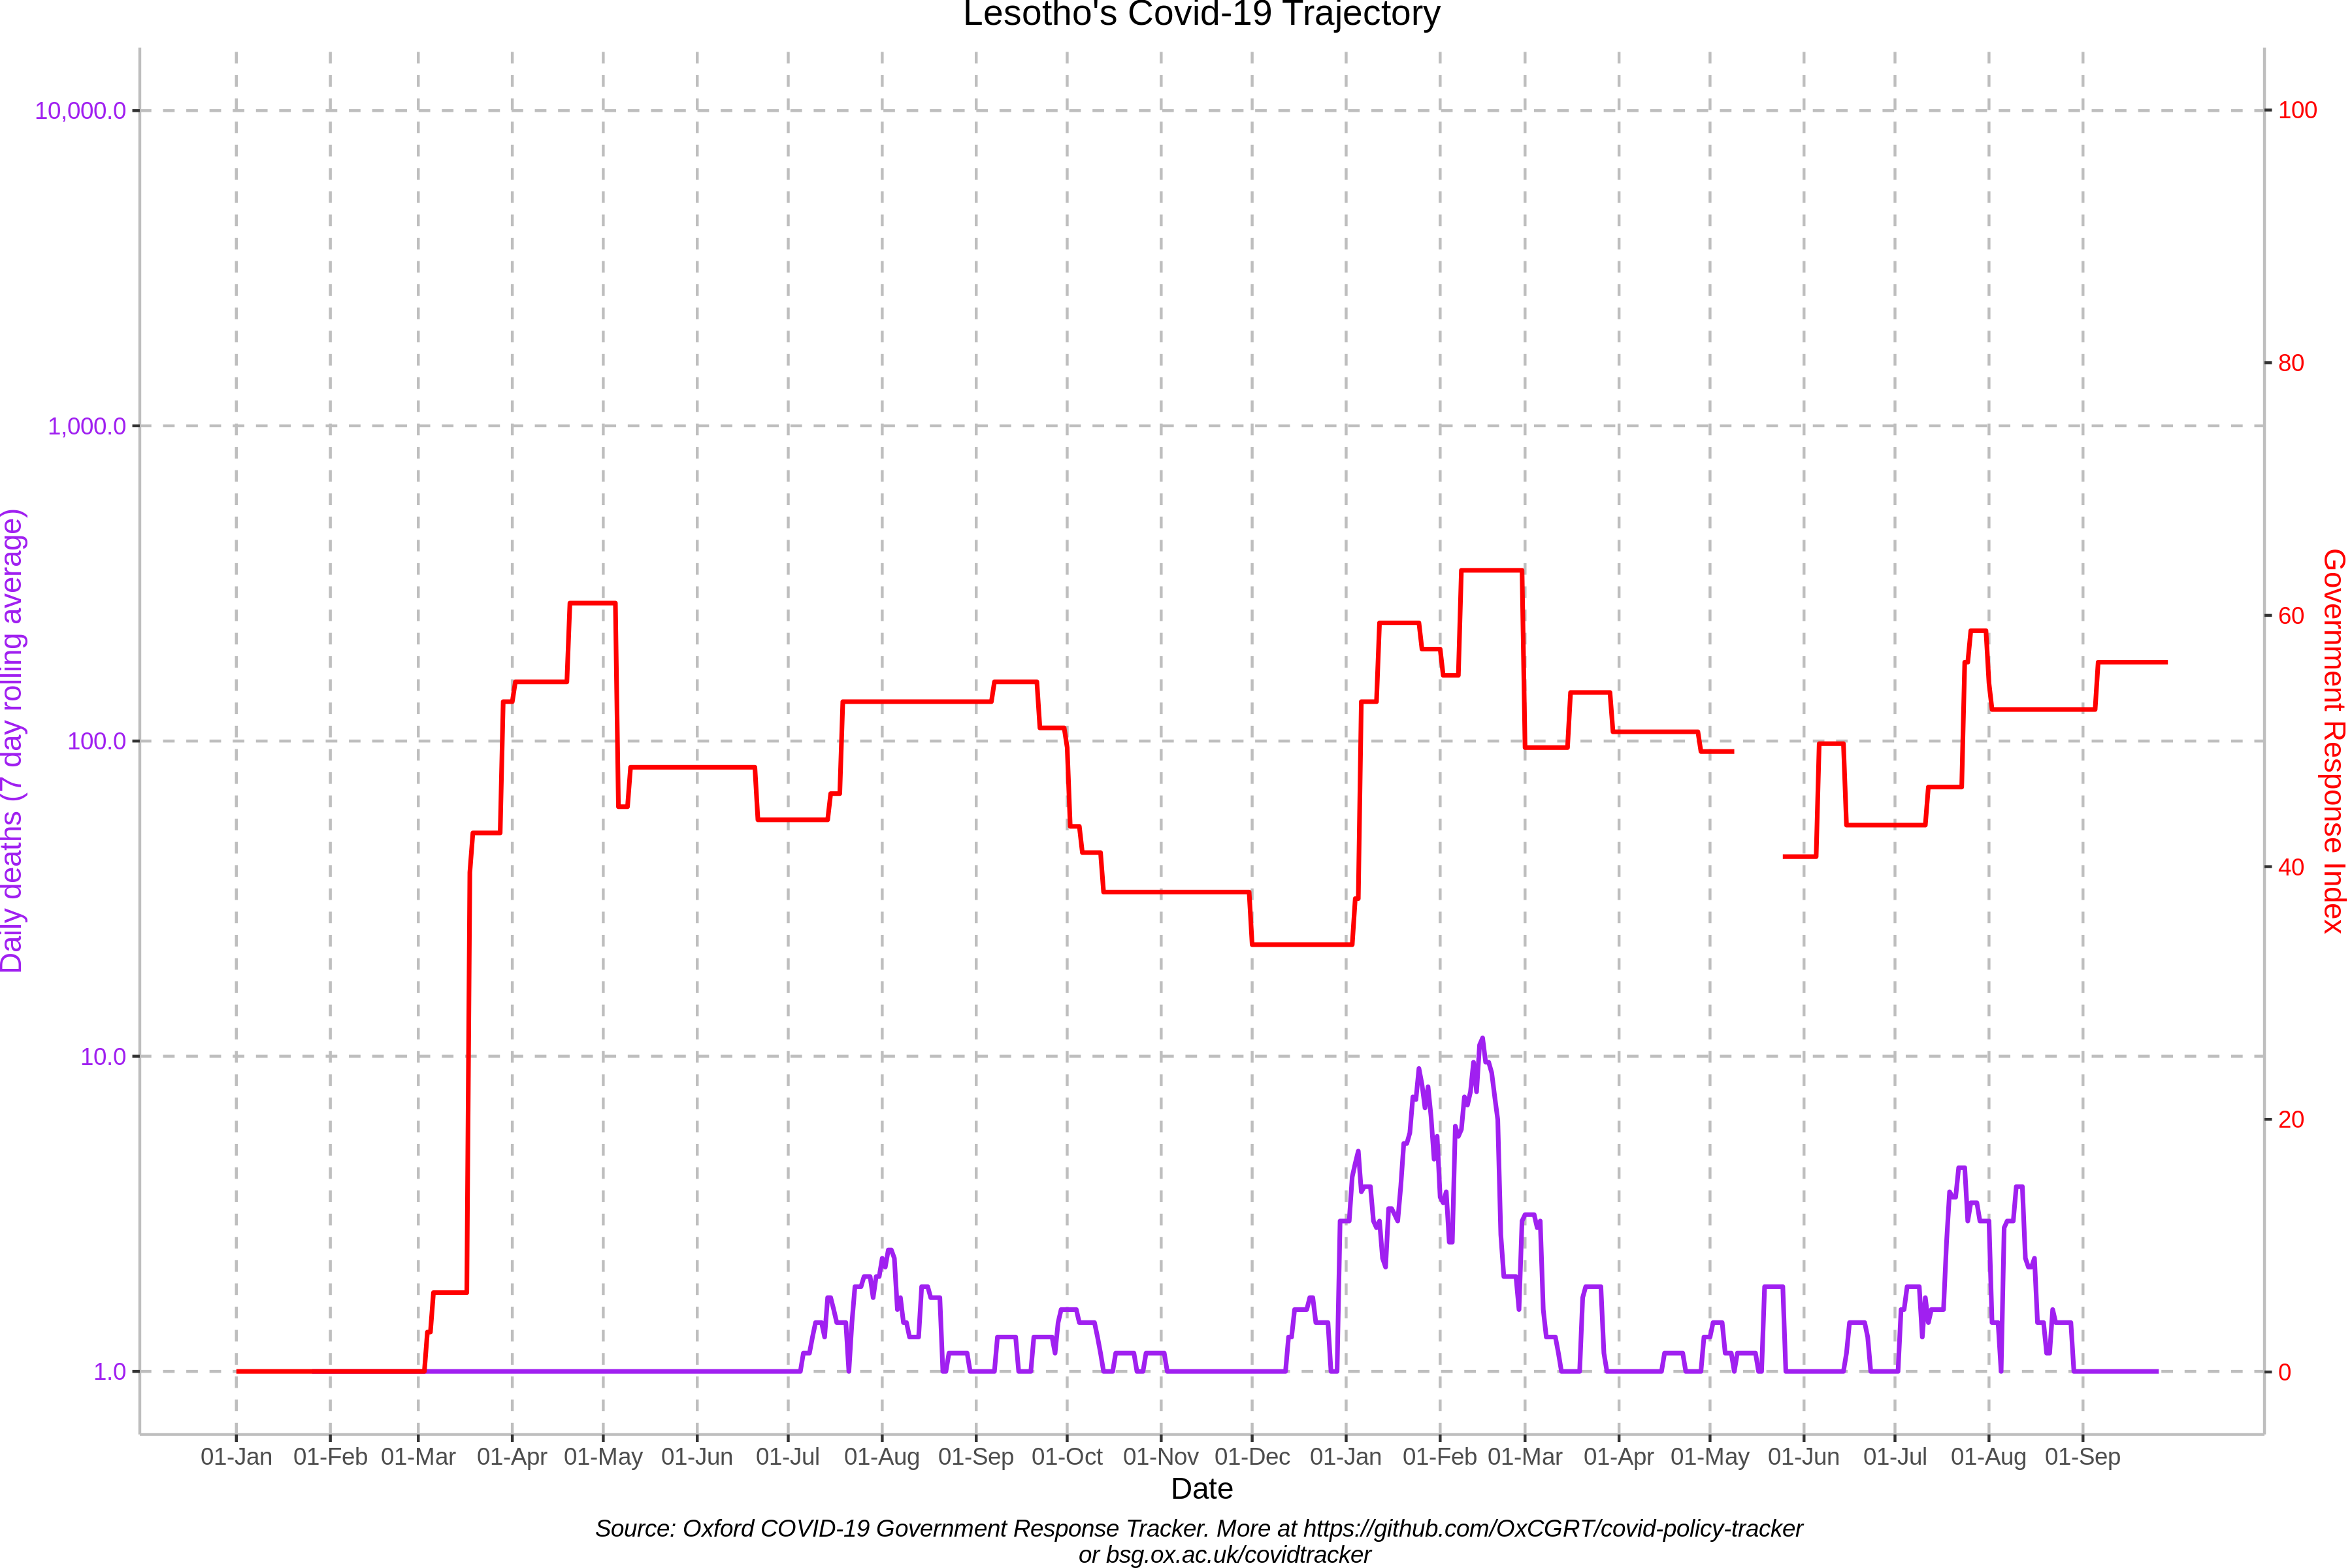 Lesotho's Covid-19 Trajectory
10,000.0
1,000.0
100.0
10.0
1.0
Daily deaths (7 day rolling average)
100
80
60
40
20
0
Government Response Index
01-Jan 01-Feb 01-Mar 01-Apr 01-May 01-Jun 01-Jul 01-Aug 01-Sep 01-Oct 01-Nov 01-Dec 01-Jan 01-Feb 01-Mar 01-Apr 01-May 01-Jun 01-Jul 01-Aug 01-Sep
Date
Source: Oxford COVID-19 Government Response Tracker. More at https://github.com/OxCGRT/covid-policy-tracker
or bsg.ox.ac.uk/covidtracker